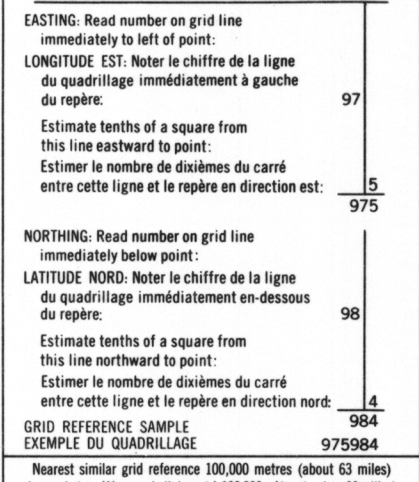 EASTING: Read number on grid line
immediately to left of point:
LONGITUDE EST: Noter le chiffre de la ligne
du quadrillage immédiatement à gauche
du repère: 97
Estimate tenths of a square from
this line eastward to point:
Estimer le nombre de dixièmes du carré
entre cette ligne et le repère en direction est: 5
975
NORTHING: Read number on grid line
immediately below point:
LATITUDE NORD: Noter le chiffre de la ligne
du quadrillage immédiatement en-dessous
du repère: 98
Estimate tenths of a square from
this line northward to point:
Estimer le nombre de dixièmes du carré
entre cette ligne et le repère en direction nord: 4
GRID REFERENCE SAMPLE 984
EXEMPLE DU QUADRILLAGE 975984
Nearest similar grid reference 100,000 metres (about 63 miles)